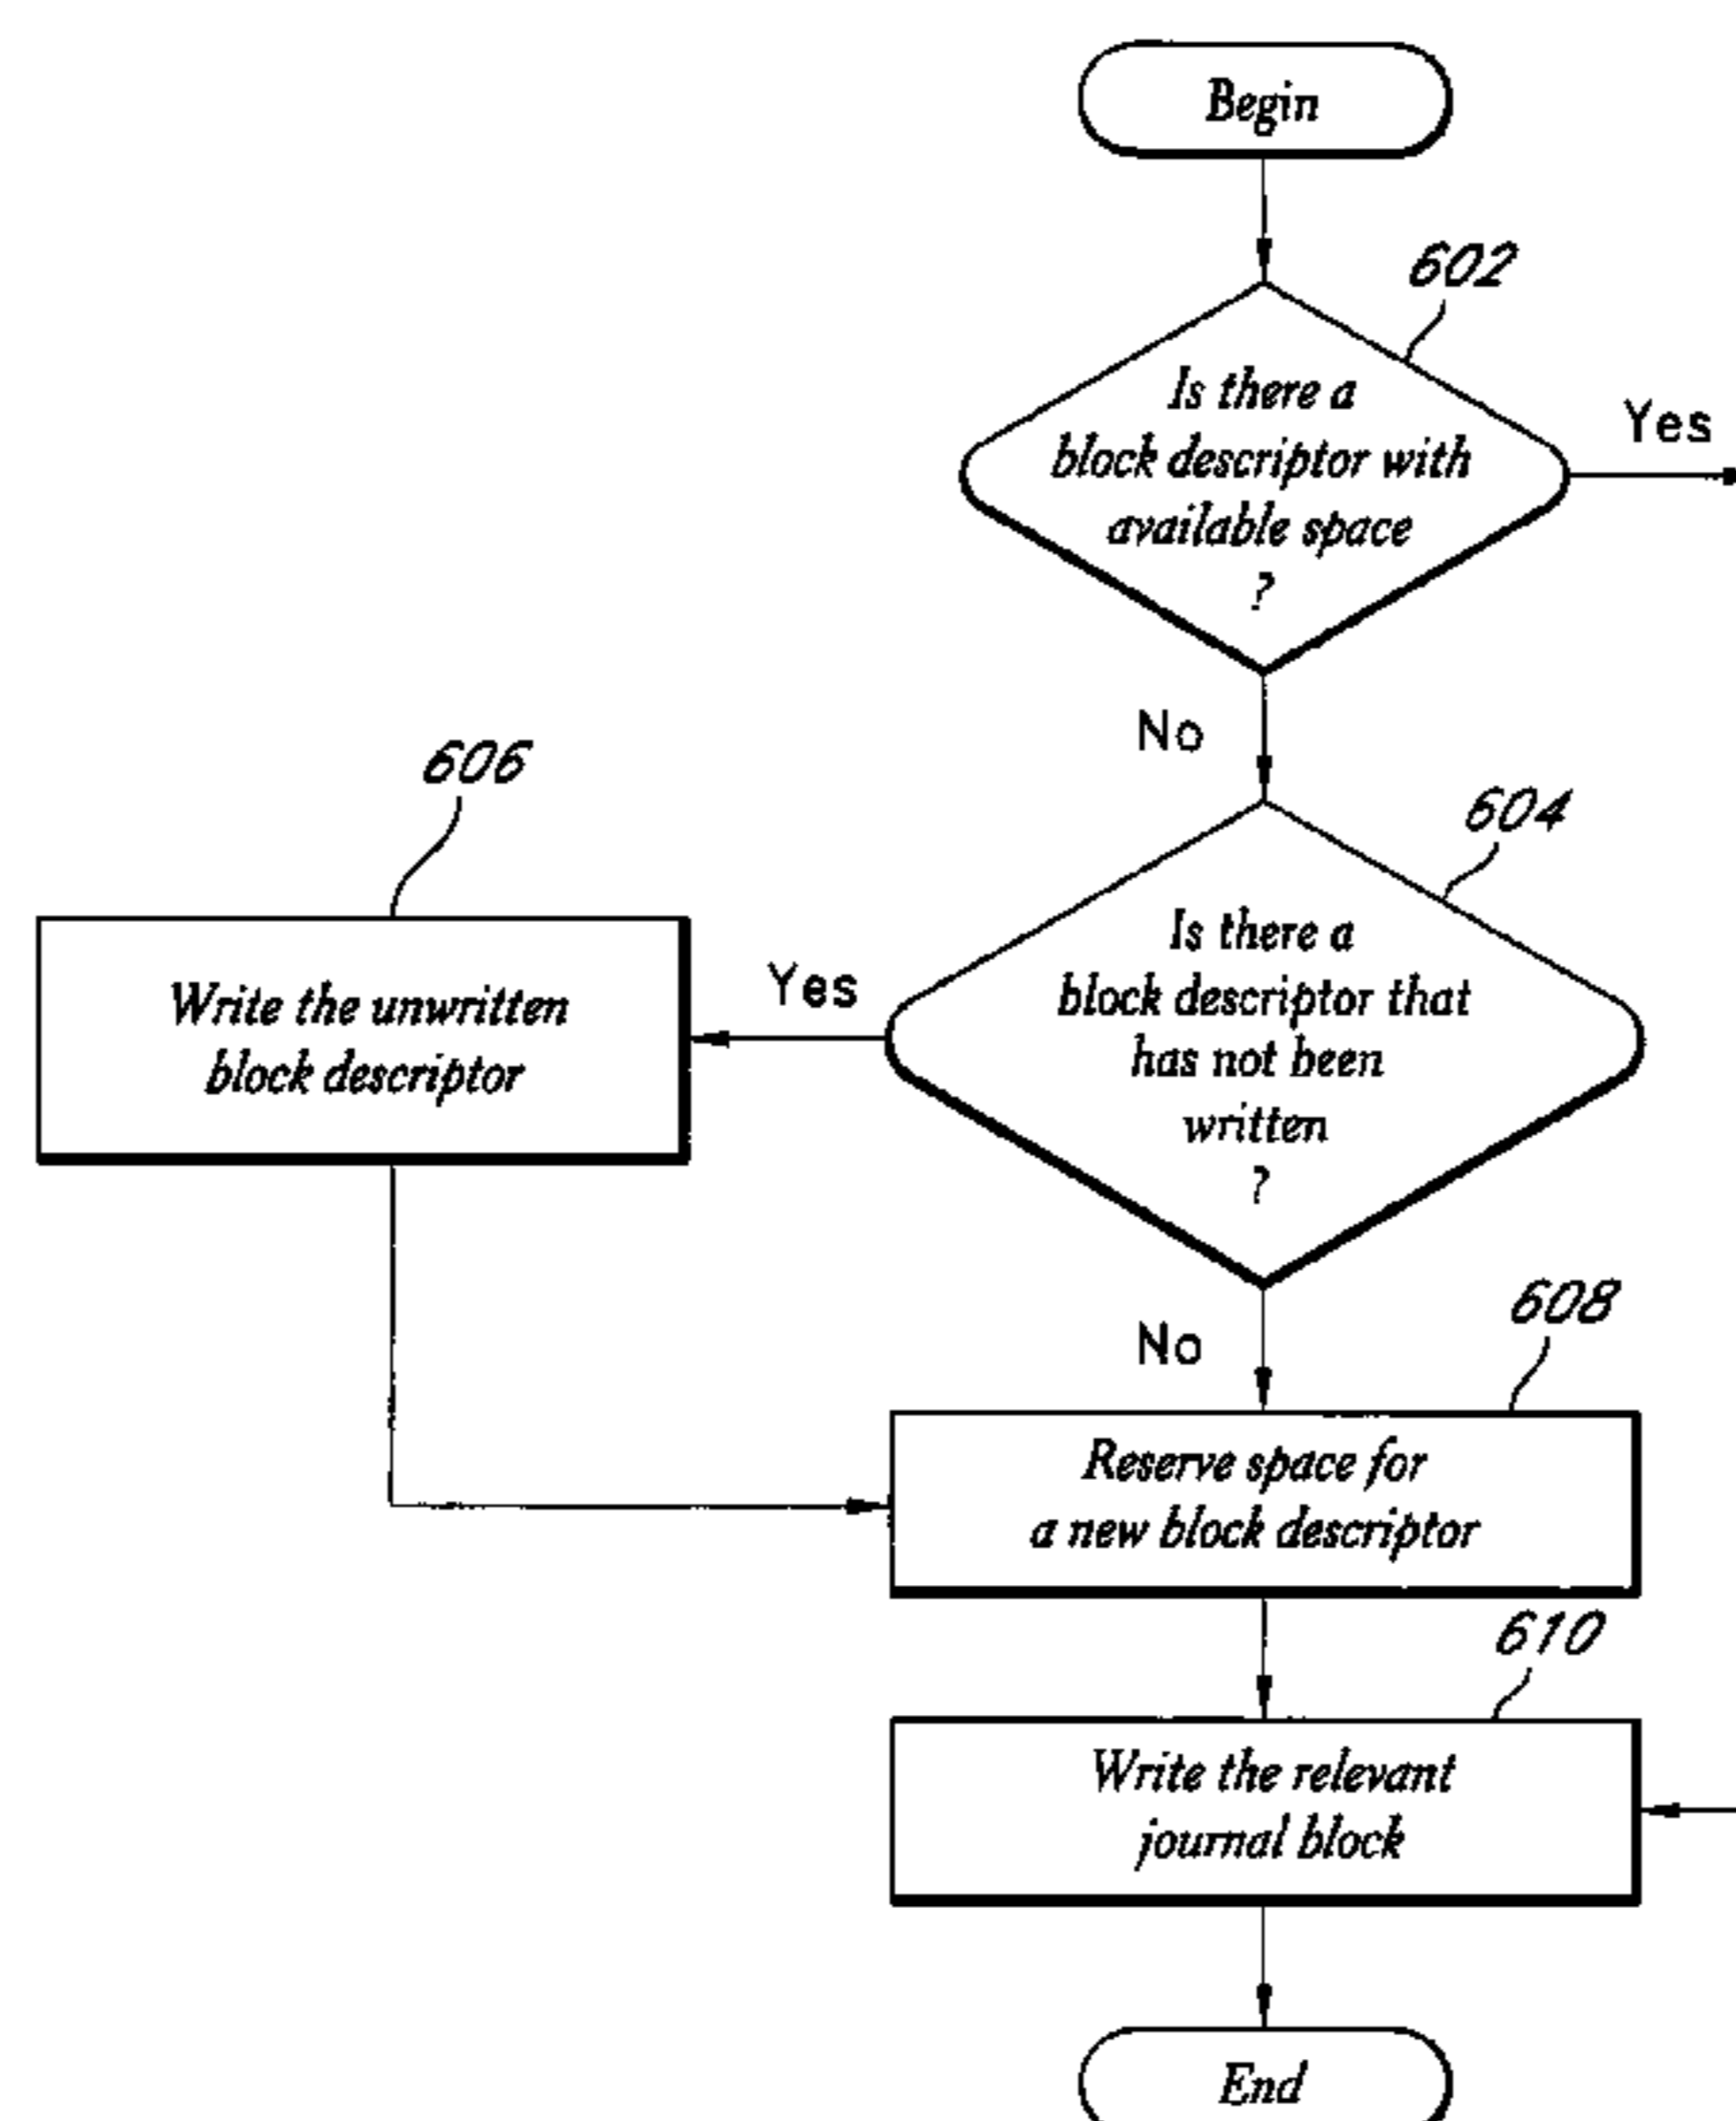 Begin
602
Is there a
block descriptor with
available space
?
Yes
No
606
604
Is there a
block descriptor that
has not been
written
?
Yes
Write the unwritten
block descriptor
No
608
Reserve space for
a new block descriptor
610
Write the relevant
journal block
End